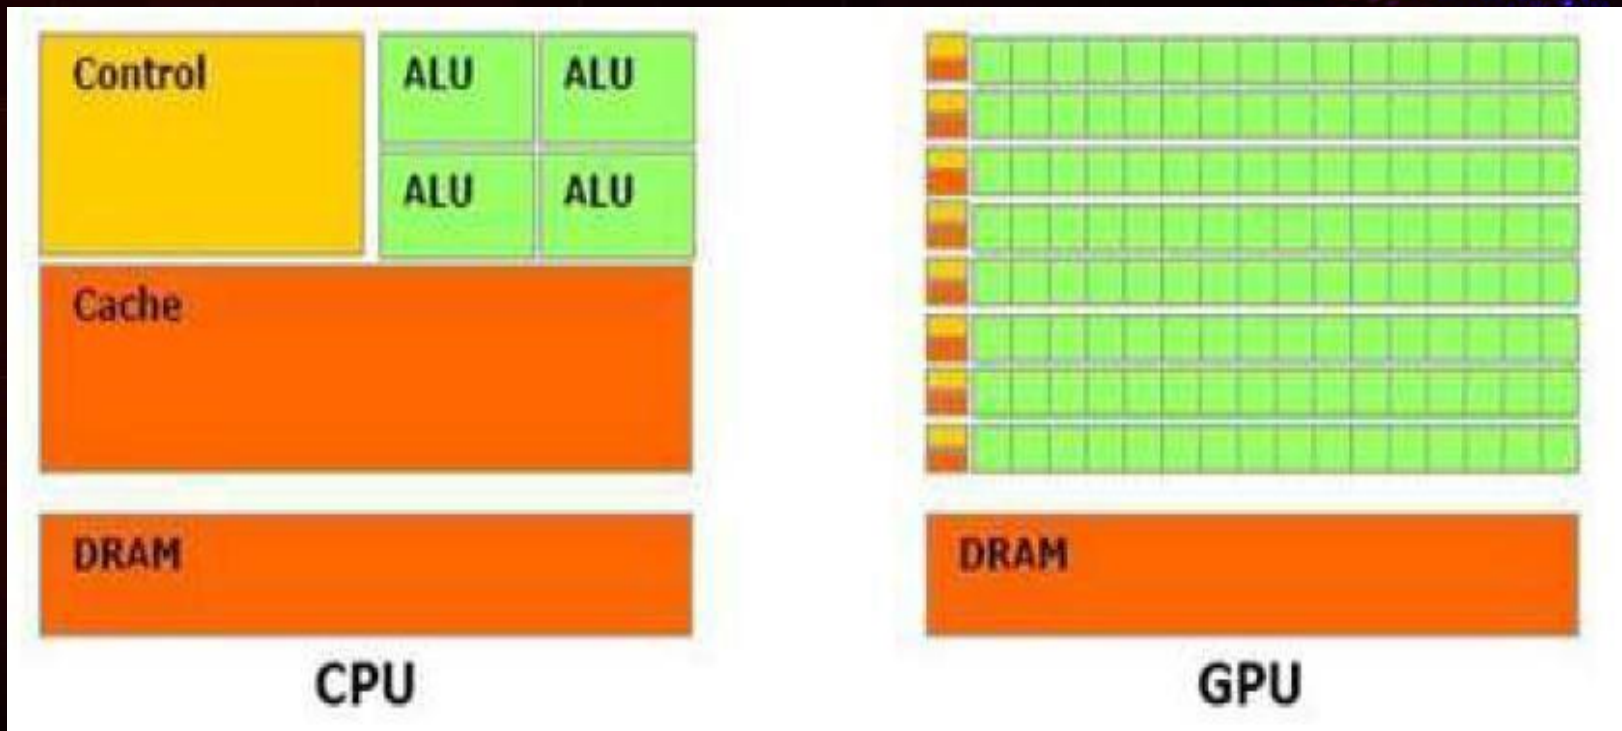 Control
ALU ALU
ALU ALU
Cache
DRAM
CPU
DRAM
GPU